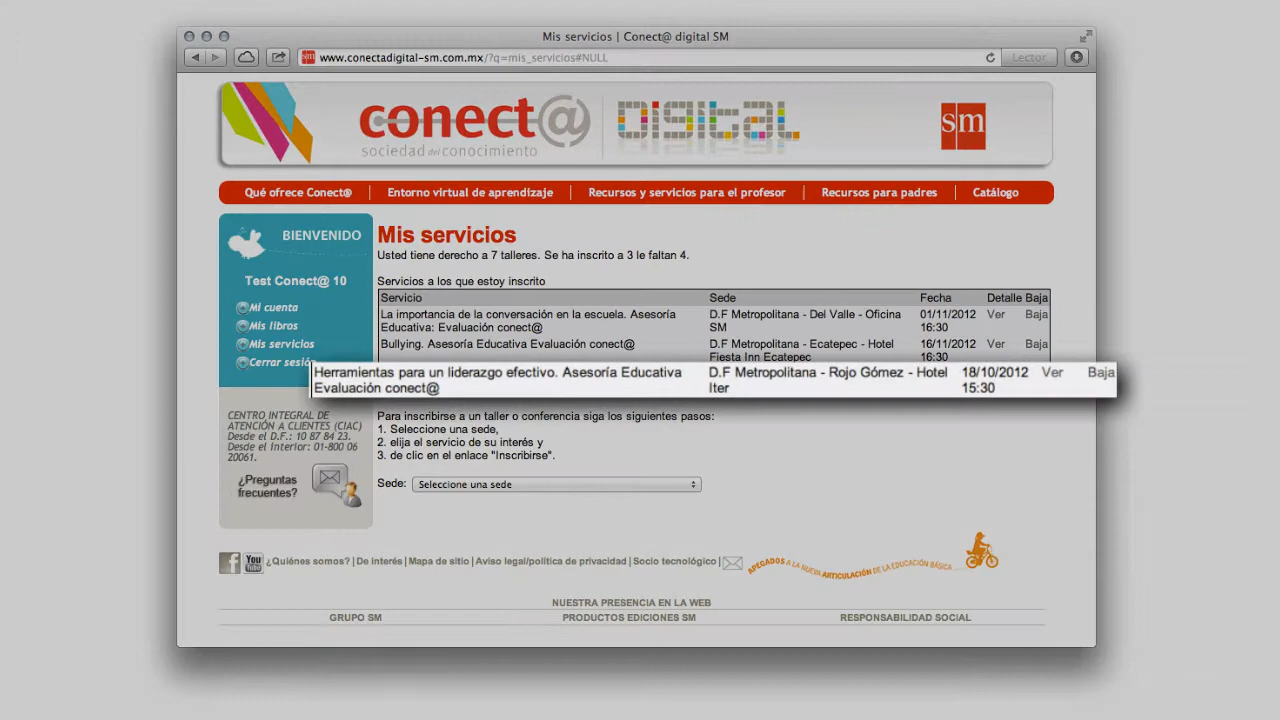 Mis servicios | Conect@ digital SM
sm www.conectadigital-sm.com.mx/?q=mis_servicios#NULL
Lector
conect@ DIGITAL sm
sociedad del conocimiento
Qué ofrece Conect@ | Entorno virtual de aprendizaje | Recursos y servicios para el profesor | Recursos para padres | Catálogo
BIENVENIDO
Test Conect@ 10
Mi cuenta
Mis libros
Mis servicios
Cerrar sesión
CENTRO INTEGRAL DE
ATENCIÓN A CLIENTES (CIAC)
Desde el D.F.: 10 87 84 23.
Desde el Interior: 01-800 06
20061.
¿Preguntas
frecuentes?
Mis servicios
Usted tiene derecho a 7 talleres. Se ha inscrito a 3 le faltan 4.
Servicios a los que estoy inscrito
Servicio Sede Fecha Detalle Baja
La importancia de la conversación en la escuela. Asesoría D.F Metropolitana - Del Valle - Oficina 01/11/2012 Ver Baja
Educativa: Evaluación conect@ SM 16:30
Bullying. Asesoría Educativa Evaluación conect@ D.F Metropolitana - Ecatepec - Hotel 16/11/2012 Ver Baja
Fiesta Inn Ecatepec 16:30
Herramientas para un liderazgo efectivo. Asesoría Educativa D.F Metropolitana - Rojo Gómez - Hotel 18/10/2012 Ver Baja
Evaluación conect@ Iter 15:30
Para inscribirse a un taller o conferencia siga los siguientes pasos:
1. Seleccione una sede,
2. elija el servicio de su interés y
3. de clic en el enlace "Inscribirse".
Sede: Seleccione una sede
You
¿Quiénes somos? | De interés | Mapa de sitio | Aviso legal/política de privacidad | Socio tecnológico |
APEGADOS A LA NUEVA ARTICULACIÓN DE LA EDUCACIÓN BÁSICA
NUESTRA PRESENCIA EN LA WEB
GRUPO SM PRODUCTOS EDICIONES SM RESPONSABILIDAD SOCIAL